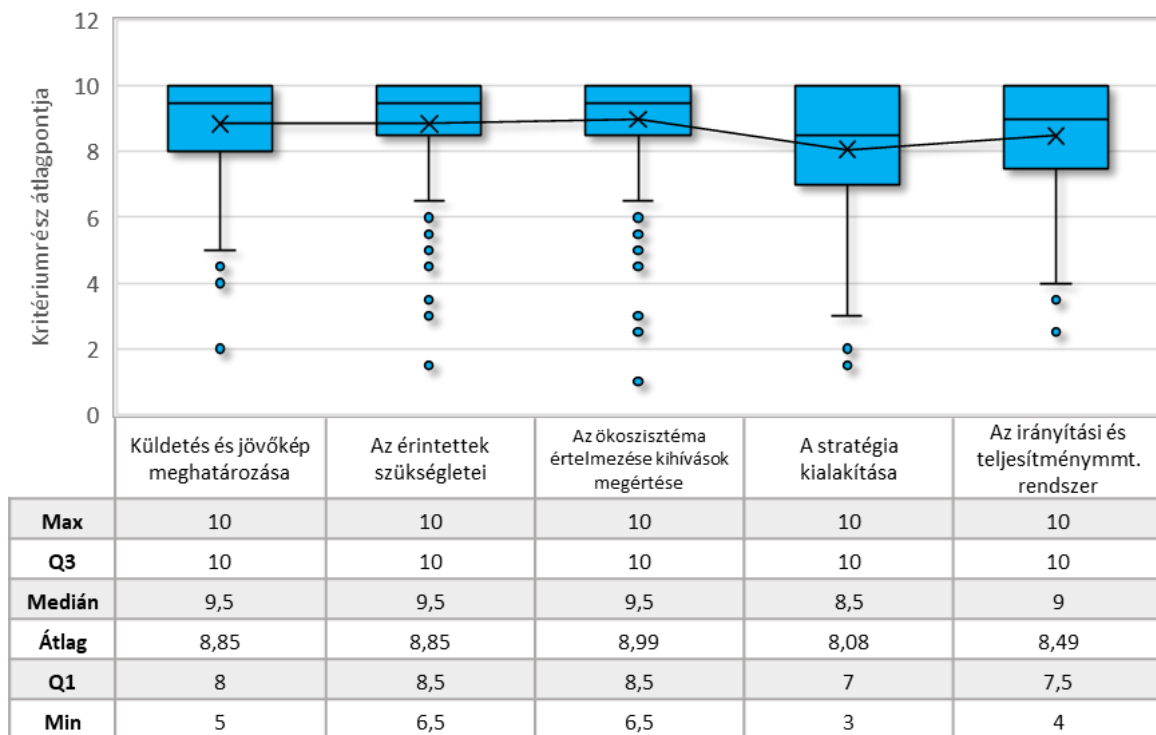 Kritériumrész átlagpontja
12
10
8
6
4
2
0
Küldetés és jövőkép
meghatározása
Az érintettek
szükségletei
Az ökoszisztéma
értelmezése kihívások
megértése
A stratégia
kialakítása
Az irányítási és
teljesítménymmt.
rendszer
Max 10 10 10 10 10
Q3 10 10 10 10 10
Medián 9,5 9,5 9,5 8,5 9
Átlag 8,85 8,85 8,99 8,08 8,49
Q1 8 8,5 8,5 7 7,5
Min 5 6,5 6,5 3 4